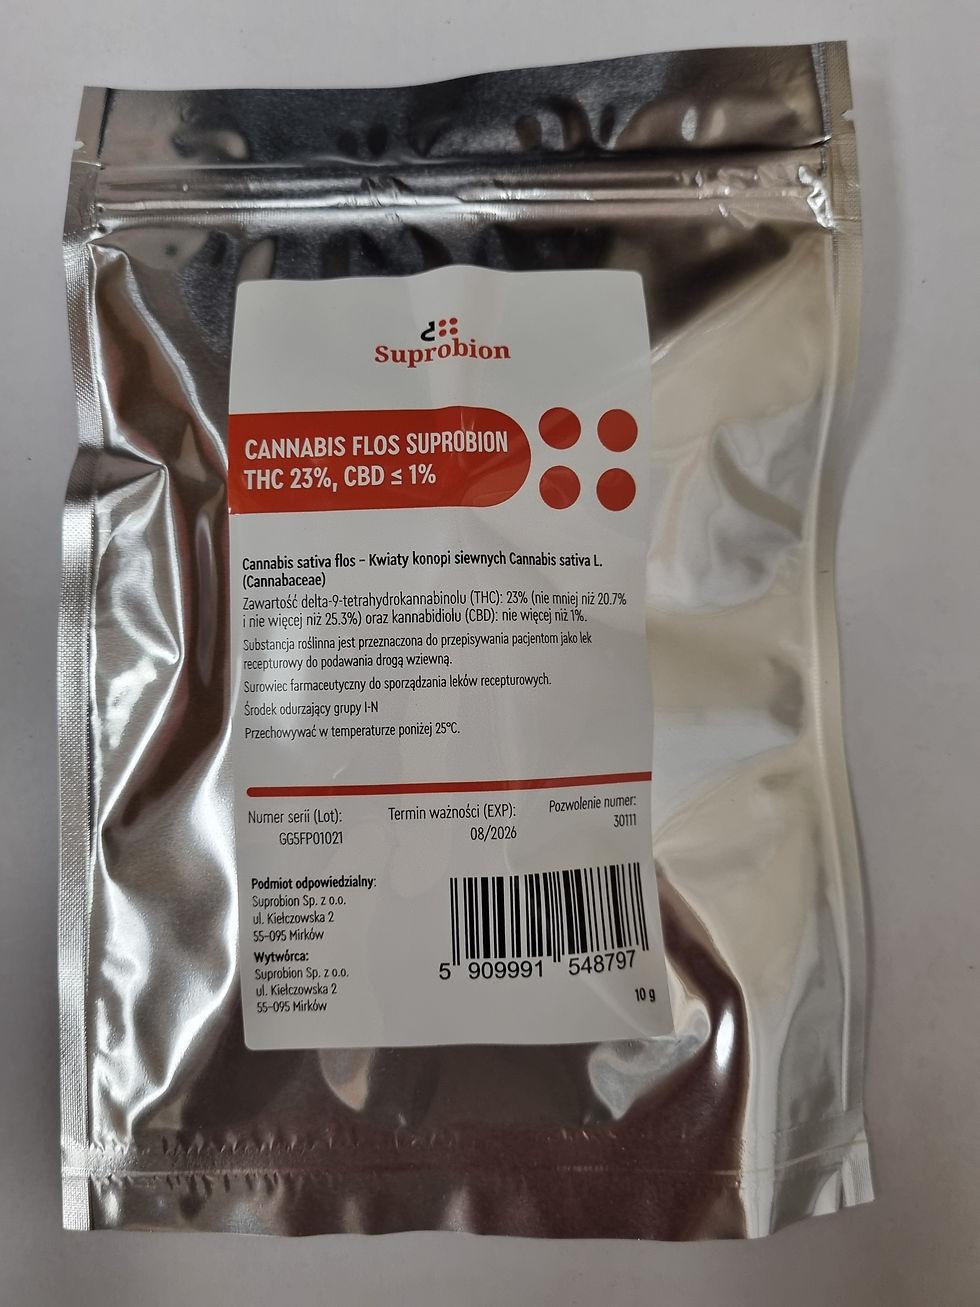 Suprobion
CANNABIS FLOS SUPROBION
THC 23%, CBD ≤ 1%
Cannabis sativa flos – Kwiaty konopi siewnych Cannabis sativa L.
(Cannabaceae)
Zawartość delta-9-tetrahydrokannabinolu (THC): 23% (nie mniej niż 20.7%
i nie więcej niż 25.3%) oraz kannabidiolu (CBD): nie więcej niż 1%.
Substancja roślinna jest przeznaczona do przepisywania pacjentom jako lek
recepturowy do podawania drogą wziewną.
Surowiec farmaceutyczny do sporządzania leków recepturowych.
Środek odurzający grupy I-N
Przechowywać w temperaturze poniżej 25°C.
Numer serii (Lot):
GG5FP01021
Termin ważności (EXP):
08/2026
Pozwolenie numer:
30111
Podmiot odpowiedzialny:
Suprobion Sp. z o.o.
ul. Kiełczowska 2
55-095 Mirków
Wytwórca:
Suprobion Sp. z o.o.
ul. Kiełczowska 2
55-095 Mirków
5 909991 548797
10 g